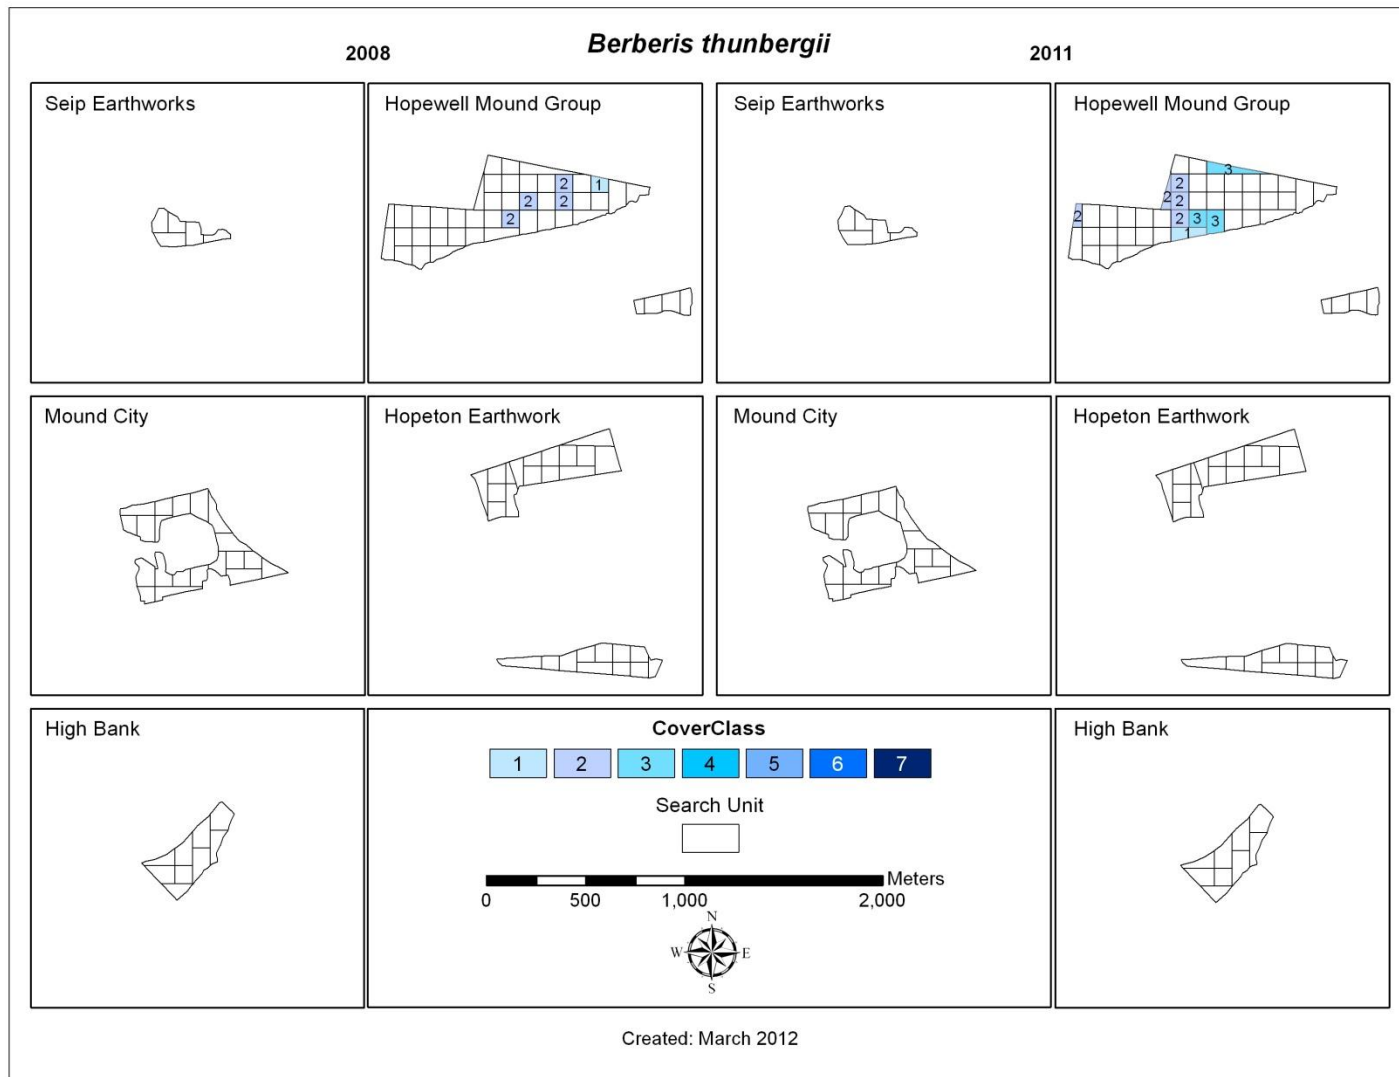 Berberis thunbergii
2008
2011
Seip Earthworks
Hopewell Mound Group
2
1
2
2
2
Seip Earthworks
Hopewell Mound Group
3
2
2
2
2
2
3
3
1
Mound City
Hopeton Earthwork
Mound City
Hopeton Earthwork
High Bank
CoverClass
1 2 3 4 5 6 7
Search Unit
Meters
0 500 1,000 2,000
N
W E
S
High Bank
Created: March 2012